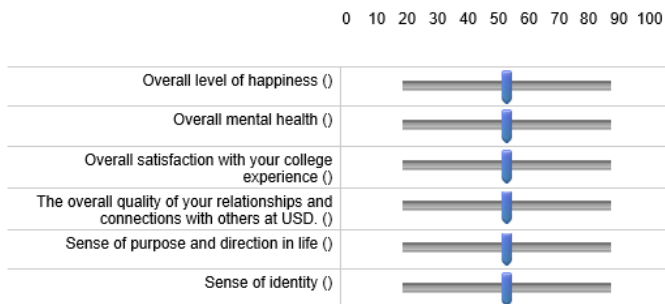 0 10 20 30 40 50 60 70 80 90 100
Overall level of happiness ()
Overall mental health ()
Overall satisfaction with your college
experience ()
The overall quality of your relationships and
connections with others at USD. ()
Sense of purpose and direction in life ()
Sense of identity ()